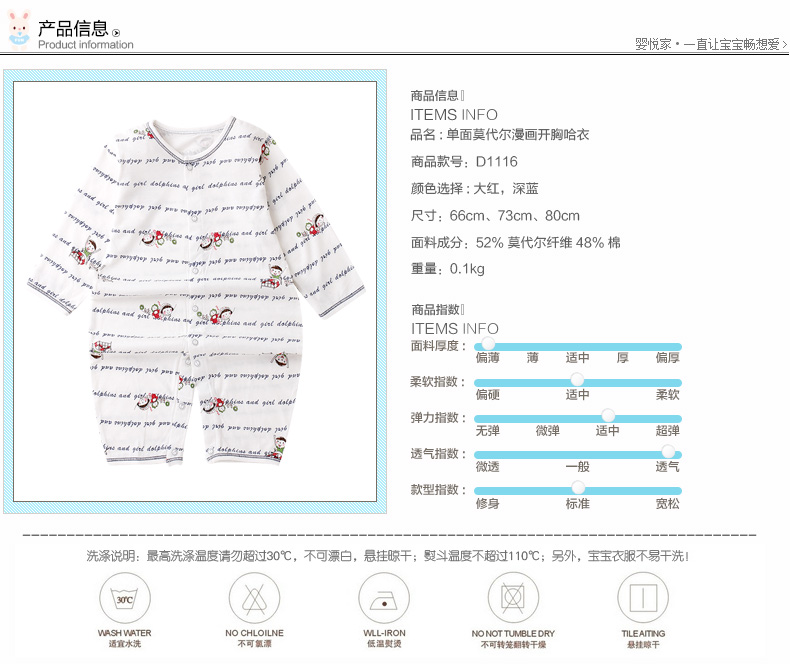 产品信息
Product information
婴悦家·一直让宝宝畅想爱>
商品信息
ITEMS INFO
品名：单面莫代尔漫画开胸哈衣
商品款号：D1116
颜色选择：大红，深蓝
尺寸：66cm、73cm、80cm
面料成分：52% 莫代尔纤维 48% 棉
重量：0.1kg
商品指数
ITEMS INFO
面料厚度：
偏薄 薄 适中 厚 偏厚
柔软指数：
偏硬 适中 柔软
弹力指数：
无弹 微弹 适中 超弹
透气指数：
微透 一般 透气
款型指数：
修身 标准 宽松
洗涤说明：最高洗涤温度请勿超过30℃，不可漂白，悬挂晾干；熨斗温度不超过110℃；另外，宝宝衣服不易干洗！
30℃
WASH WATER
适宜水洗
NO CHLOILNE
不可氯漂
WLL-IRON
低温熨烫
NO NOT TUMBLE DRY
不可转笼翻转干燥
TILEAITING
悬挂晾干